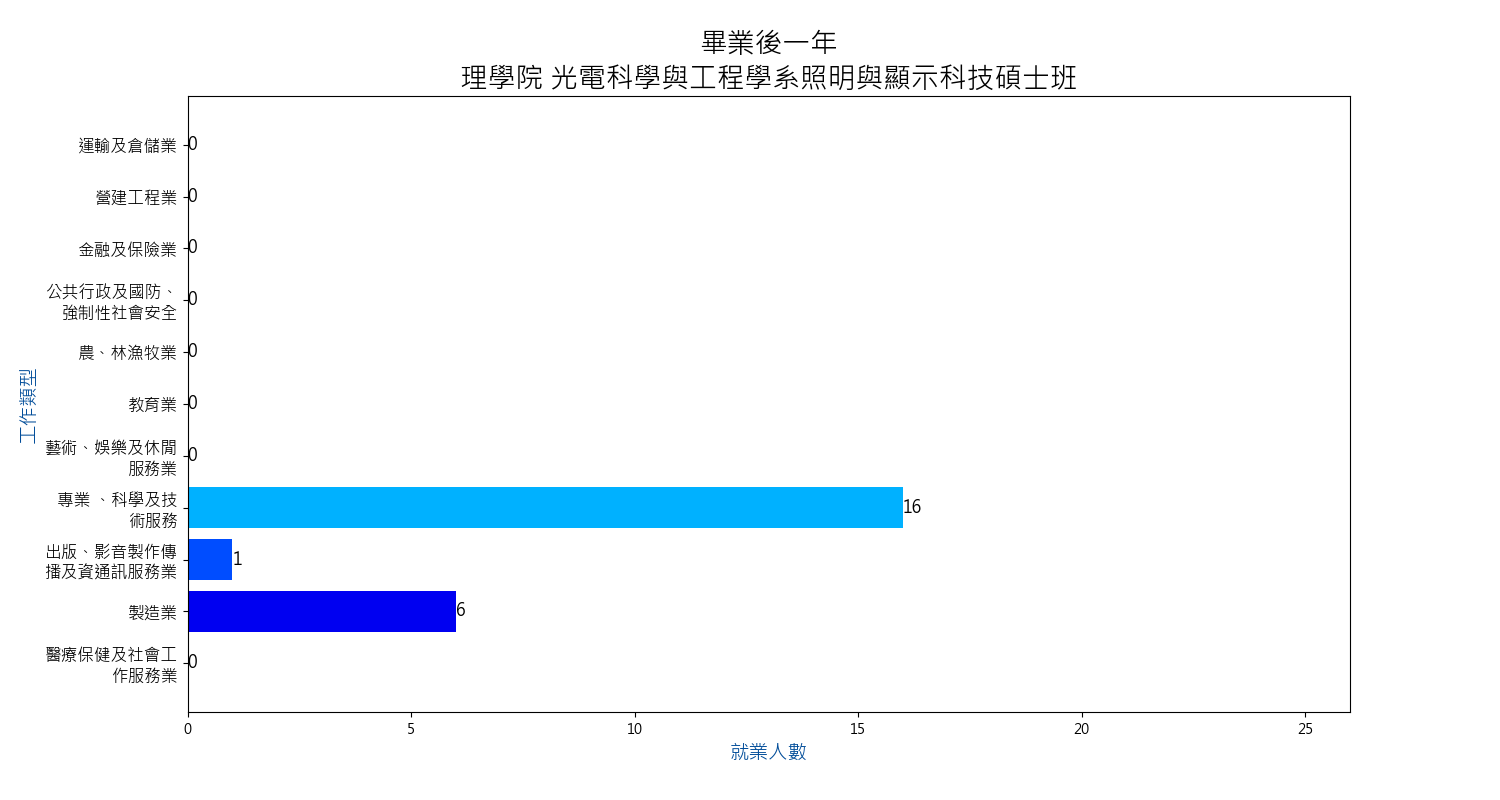 畢業後一年
理學院 光電科學與工程學系照明與顯示科技碩士班
運輸及倉儲業
0
營建工程業
0
金融及保險業
0
公共行政及國防、
強制性社會安全
0
農、林漁牧業
0
教育業
0
藝術、娛樂及休閒
服務業
0
專業 、科學及技
術服務
16
出版、影音製作傳
播及資通訊服務業
1
製造業
6
醫療保健及社會工
作服務業
0
工作類型
0 5 10 15 20 25
就業人數